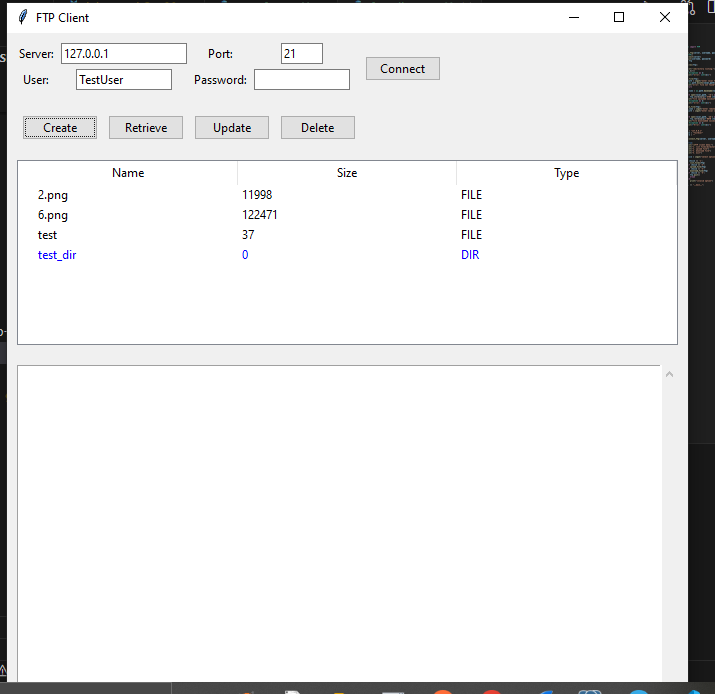 FTP Client
Server: 127.0.0.1 Port: 21
User: TestUser Password:
Connect
Create Retrieve Update Delete
Name Size Type
2.png 11998 FILE
6.png 122471 FILE
test 37 FILE
test_dir 0 DIR